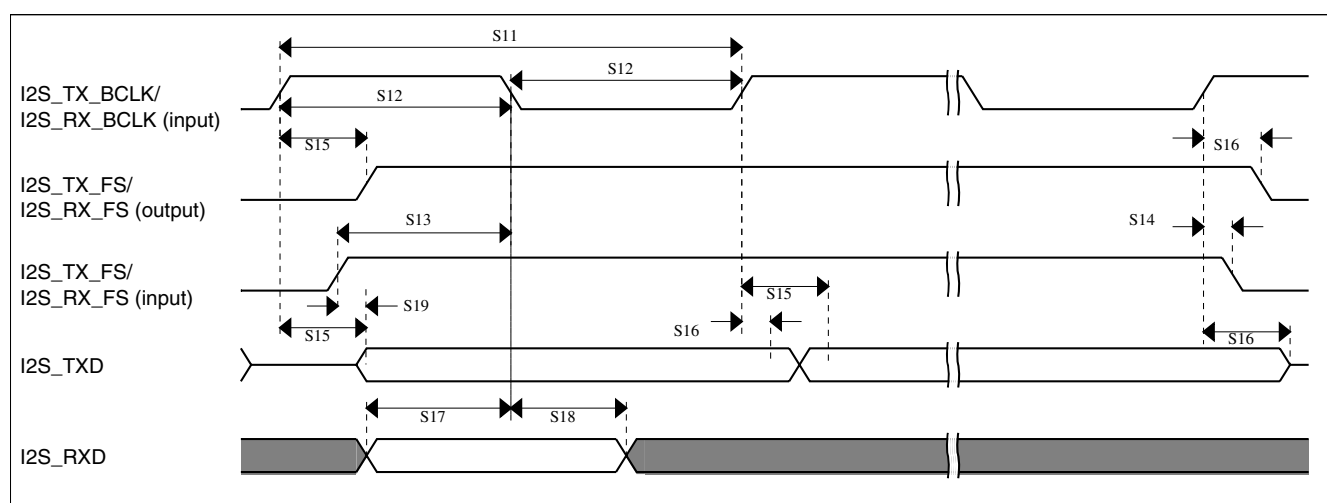 S11
S12
I2S_TX_BCLK/
I2S_RX_BCLK (input)
S12
S15
S16
I2S_TX_FS/
I2S_RX_FS (output)
S13
S14
I2S_TX_FS/
I2S_RX_FS (input)
S15
S19
S15
S16
S16
I2S_TXD
S17
S18
I2S_RXD